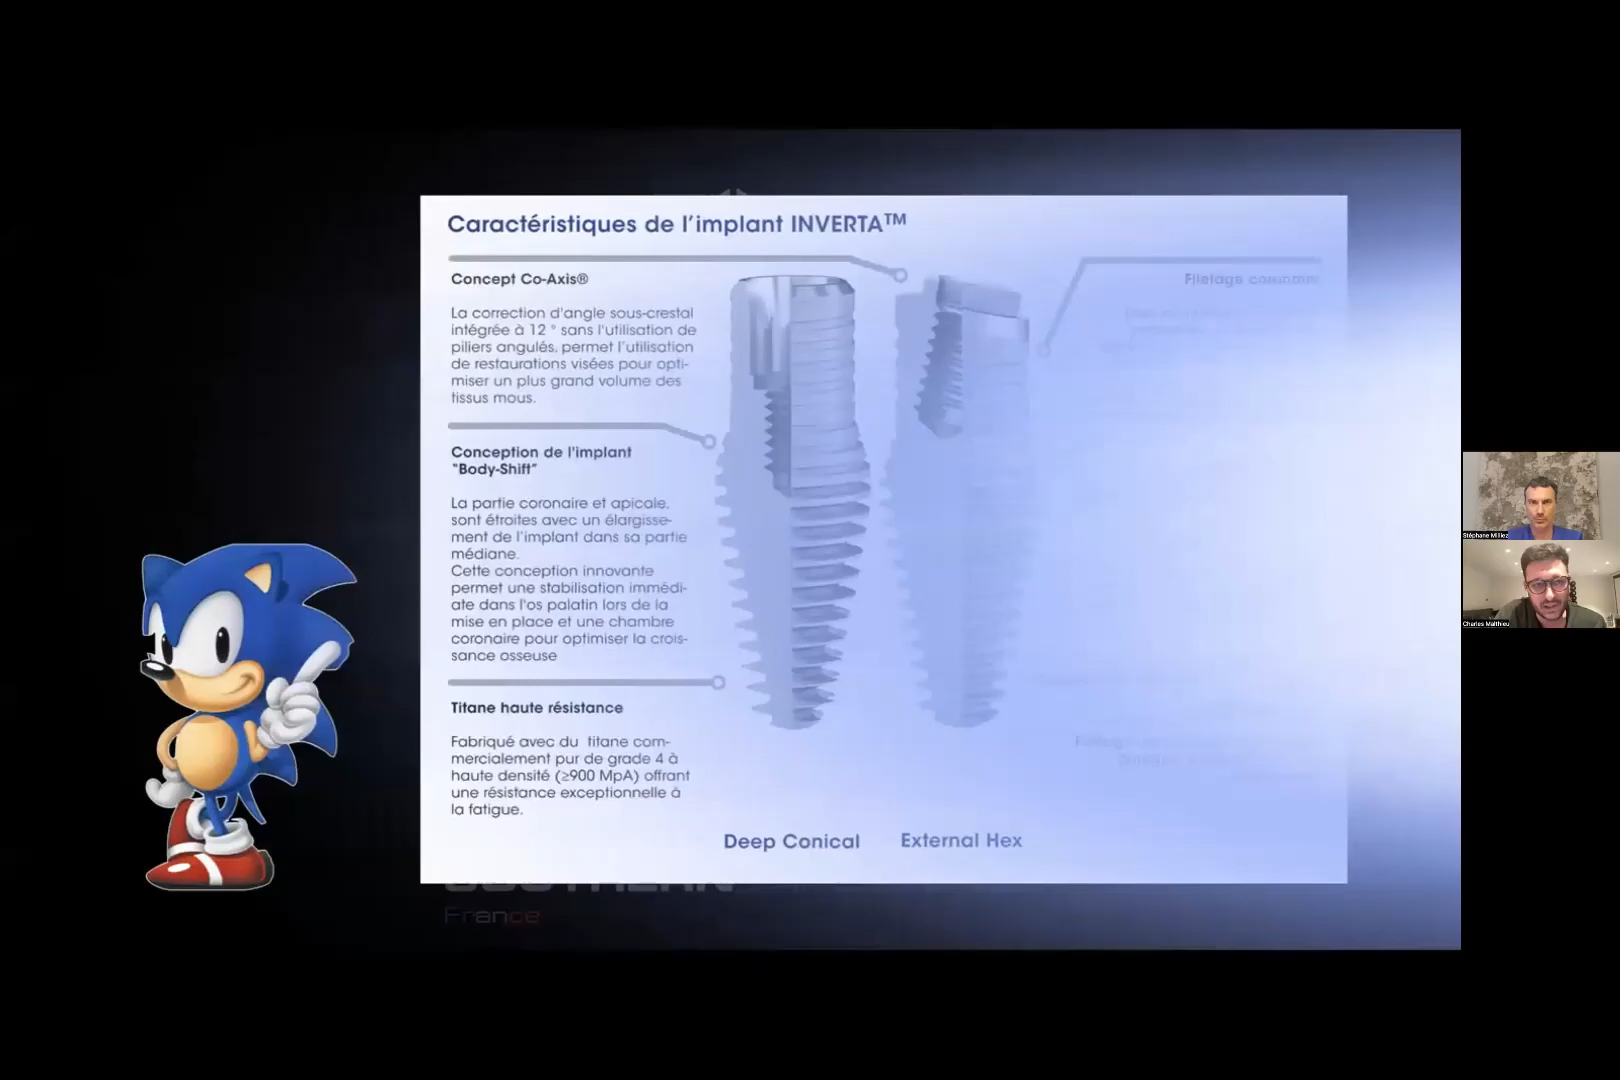 Caractéristiques de l'implant INVERTA™
Concept Co-Axis®
La correction d'angle sous-crestal
intégrée à 12 ° sans l'utilisation de
piliers angulés, permet l'utilisation
de restaurations visées pour opti-
miser un plus grand volume des
tissus mous.
Conception de l'implant
"Body-Shift"
La partie coronaire et apicale,
sont étroites avec un élargisse-
ment de l'implant dans sa partie
médiane.
Cette conception innovante
permet une stabilisation immédi-
ate dans l'os palatin lors de la
mise en place et une chambre
coronaire pour optimiser la crois-
sance osseuse
Titane haute résistance
Fabriqué avec du titane com-
mercialement pur de grade 4 à
haute densité (≥900 MpA) offrant
une résistance exceptionnelle à
la fatigue.
Deep Conical
External Hex
Filetage
France
Stéphane Milliez
Charles Malthieu